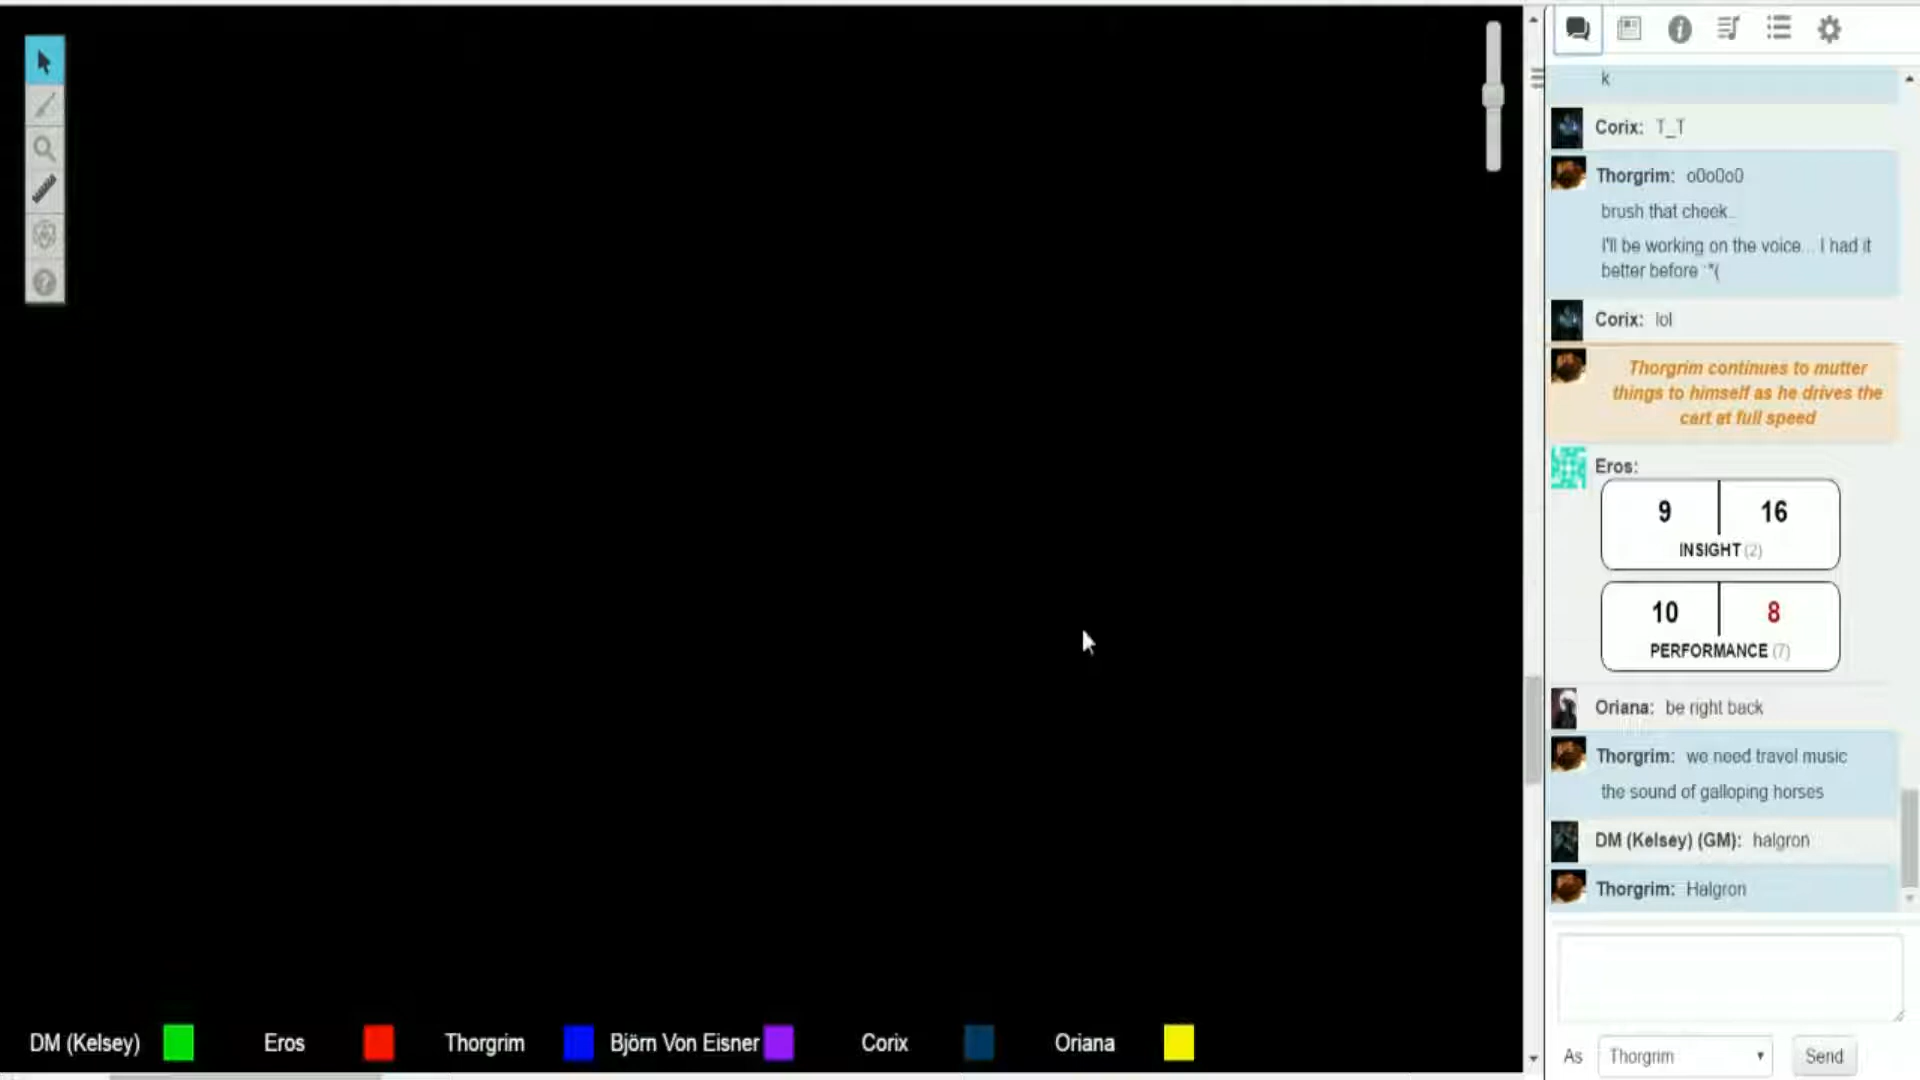 k
Corix: T_T
Thorgrim: o0o0o0
brush that cheek..
I'll be working on the voice... I had it
better before :*(
Corix: lol
Thorgrim continues to mutter
things to himself as he drives the
cart at full speed
Eros:
9 16
INSIGHT (2)
10 8
PERFORMANCE (7)
Oriana: be right back
Thorgrim: we need travel music
the sound of galloping horses
DM (Kelsey) (GM): halgron
Thorgrim: Halgron
As Thorgrim Send
DM (Kelsey) Eros Thorgrim Björn Von Eisner Corix Oriana